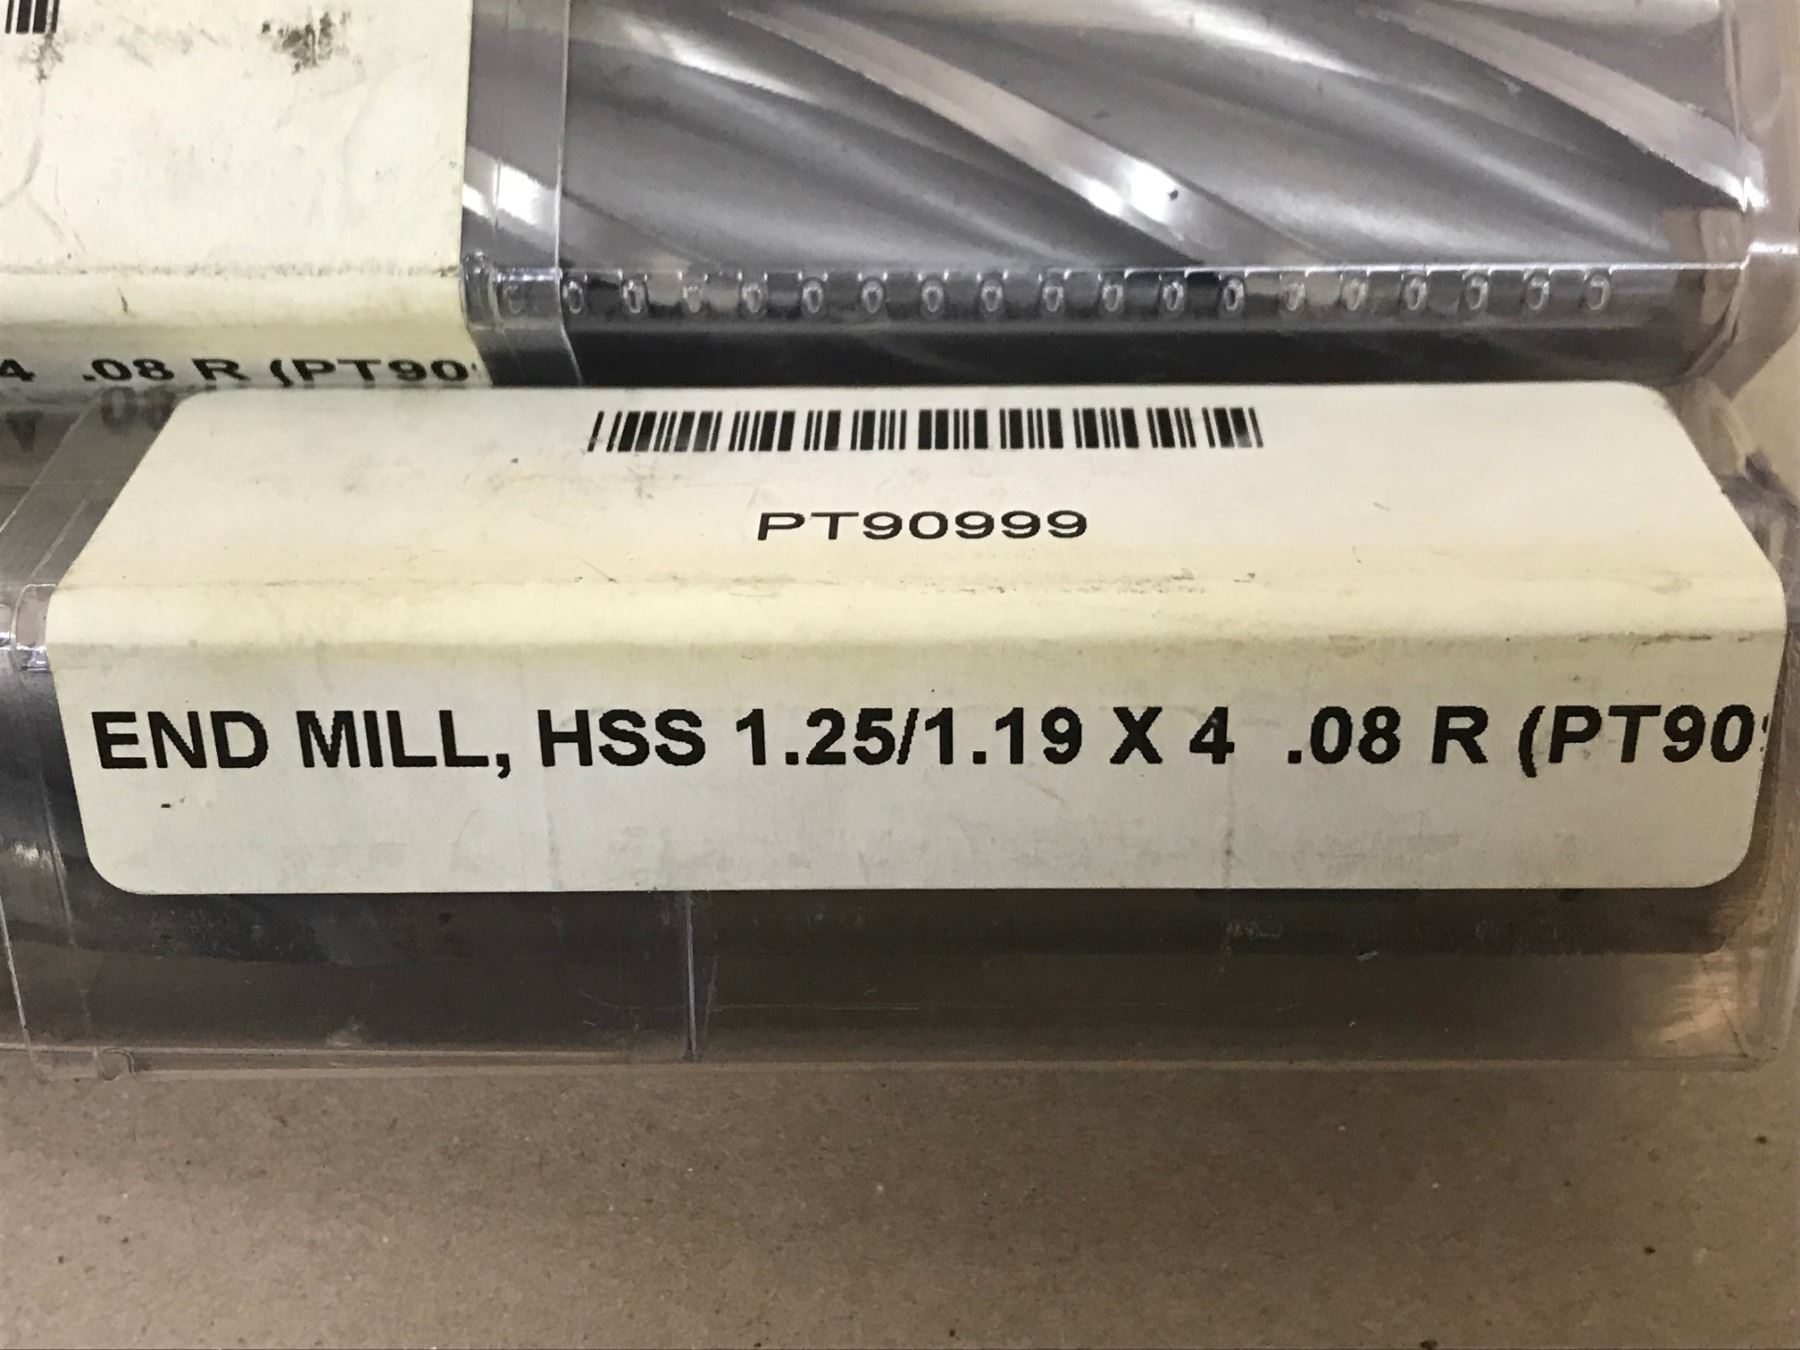 4 .08 R (PT90
PT90999
END MILL, HSS 1.25/1.19 X 4 .08 R (PT90